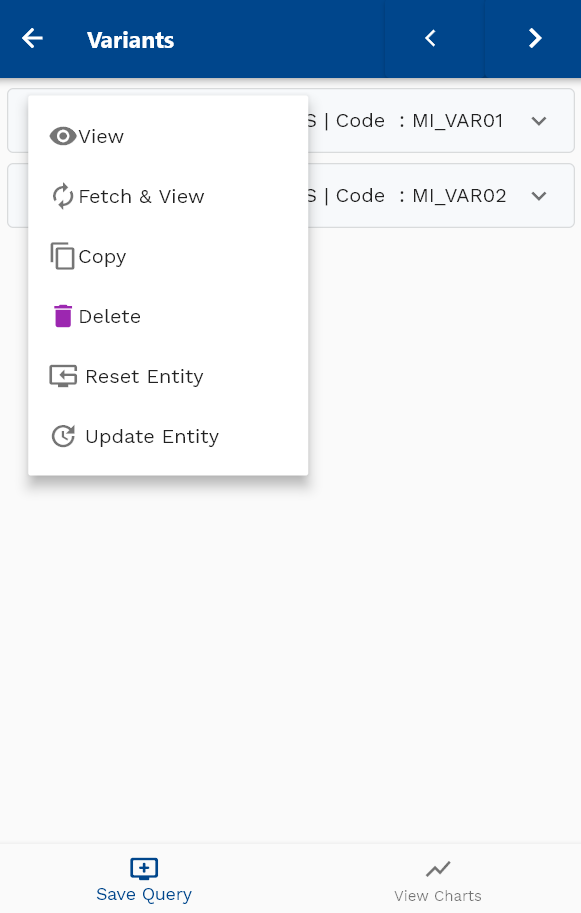 Variants
S | Code : MI_VAR01
S | Code : MI_VAR02
View
Fetch & View
Copy
Delete
Reset Entity
Update Entity
Save Query
View Charts